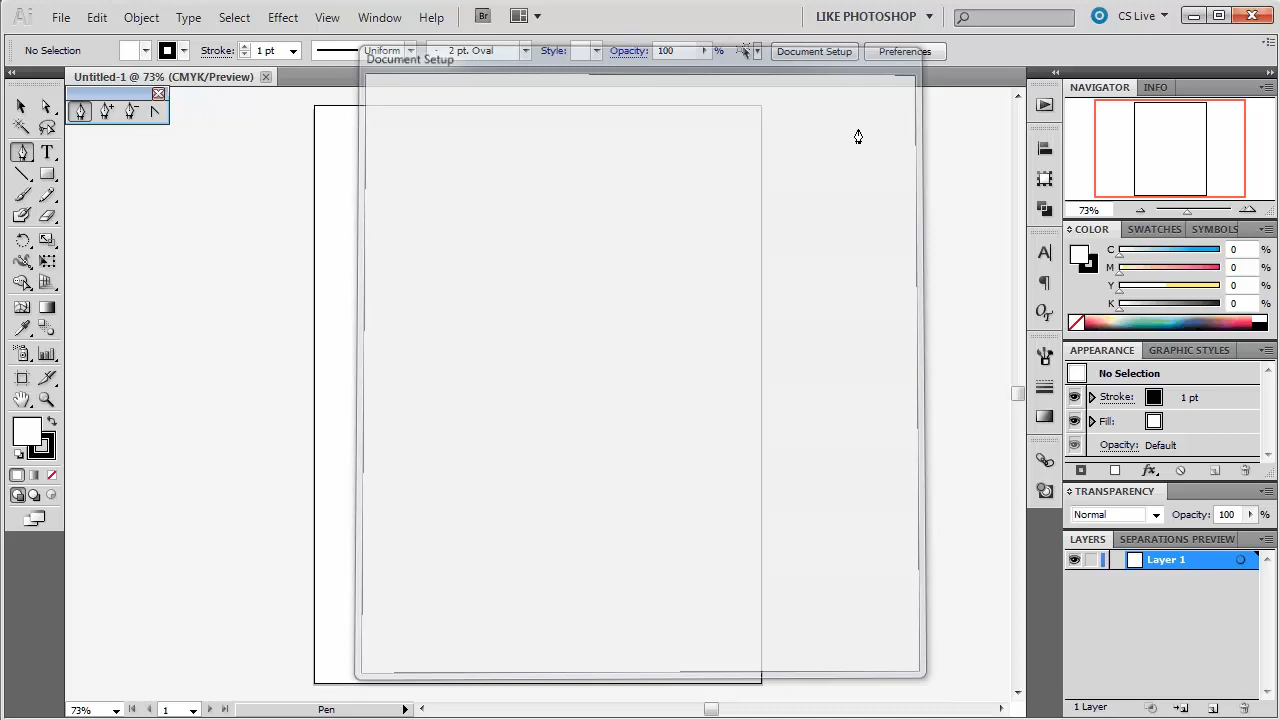 Ai File Edit Object Type Select Effect View Window Help Br LIKE PHOTOSHOP CS Live
No Selection Stroke: 1 pt Uniform 2 pt. Oval Style: Opacity: 100 % Document Setup Preferences
Document Setup
Untitled-1 @ 73% (CMYK/Preview)
NAVIGATOR INFO
73%
COLOR SWATCHES SYMBOLS
C 0 %
M 0 %
Y 0 %
K 0 %
APPEARANCE GRAPHIC STYLES
No Selection
Stroke: 1 pt
Fill:
Opacity: Default
fx
TRANSPARENCY
Normal Opacity: 100 %
LAYERS SEPARATIONS PREVIEW
Layer 1
1 Layer
73% 1 Pen